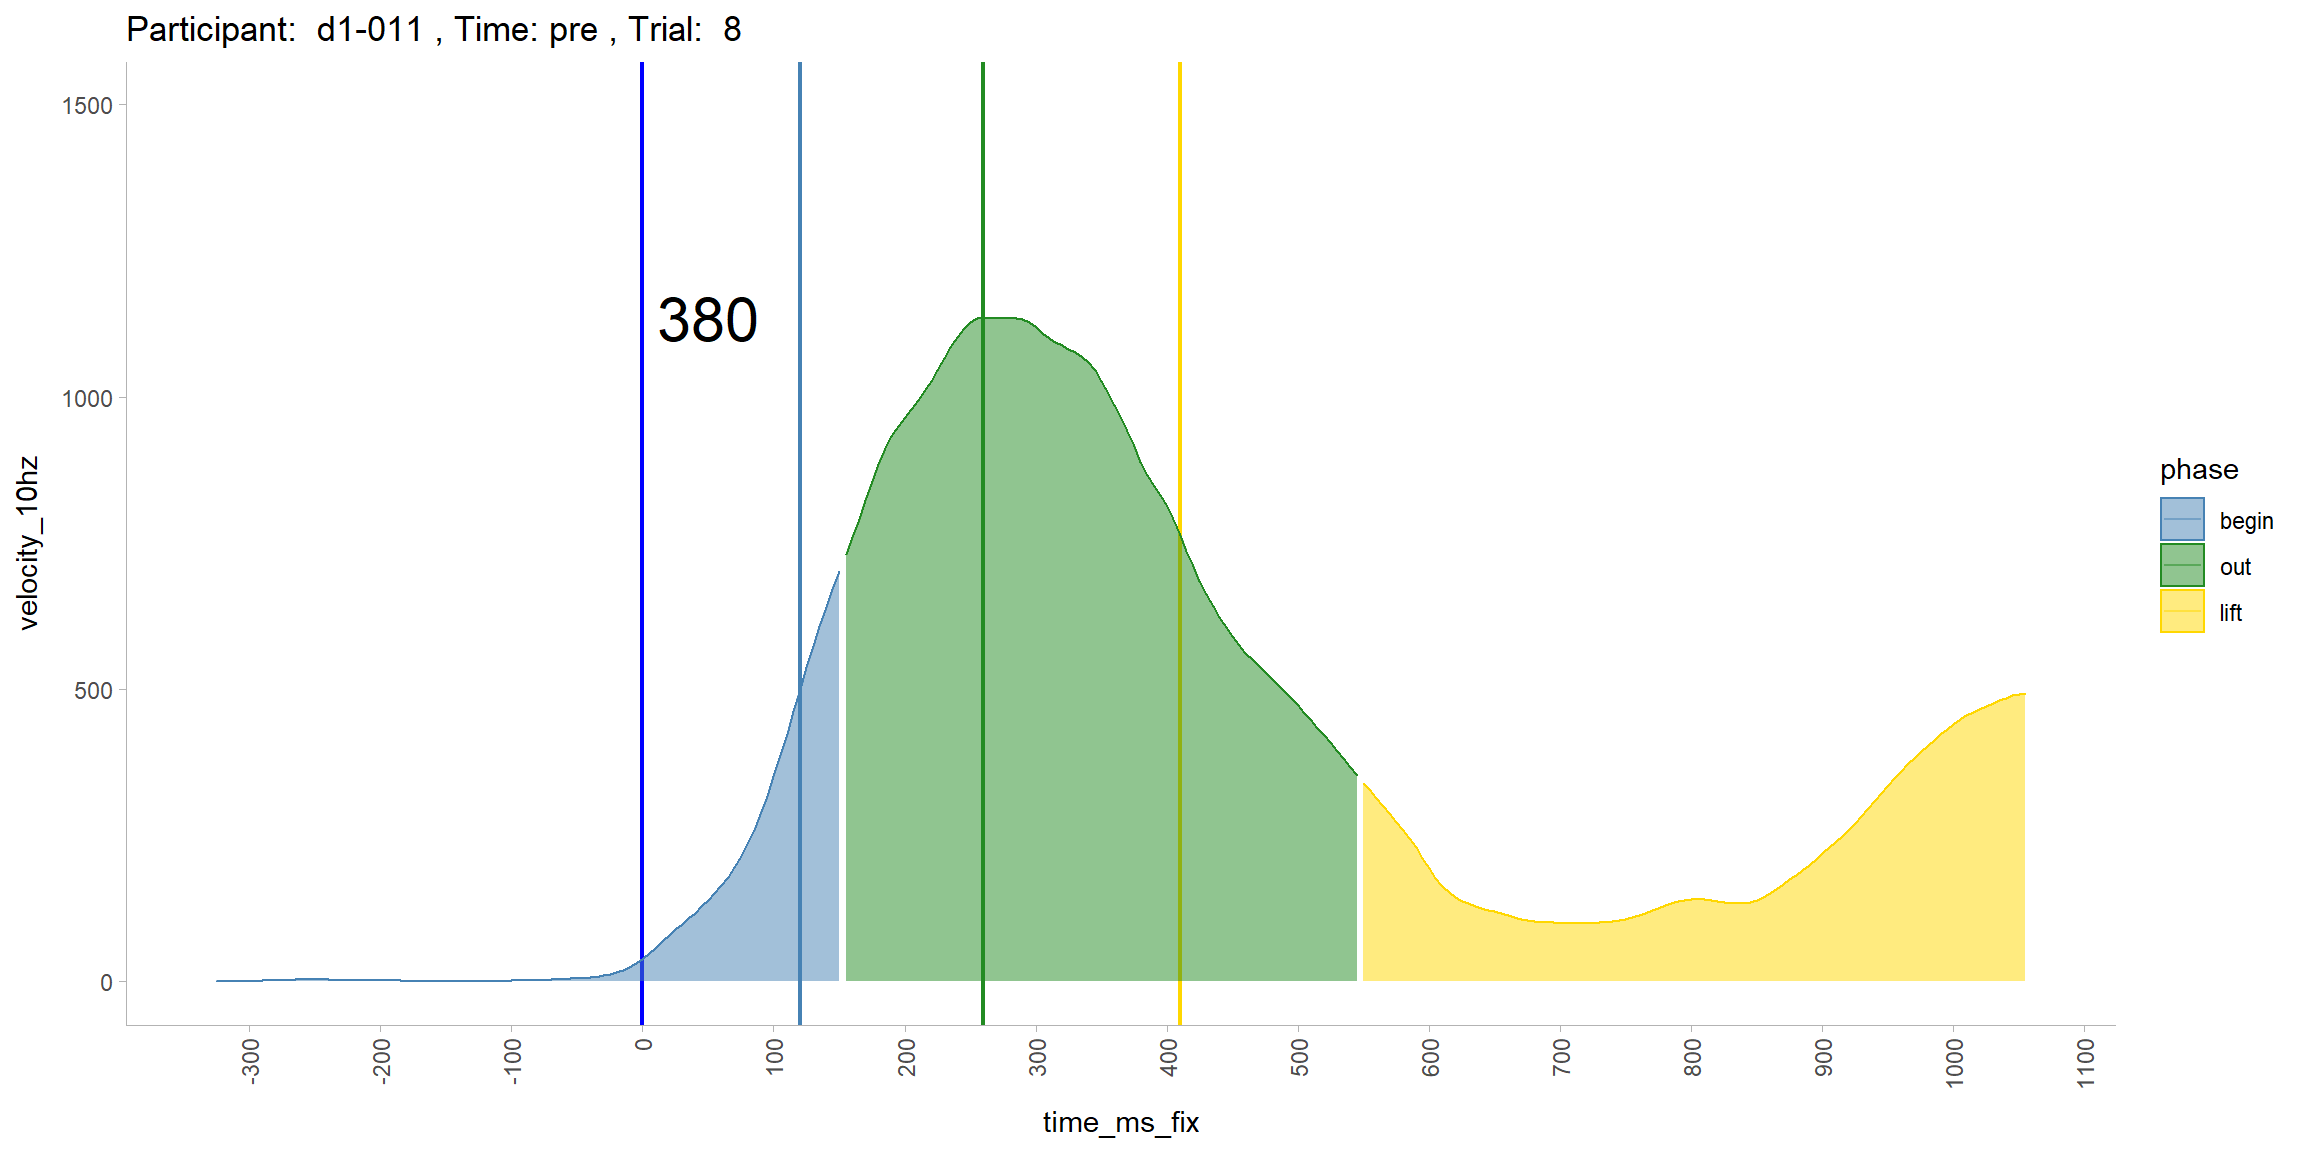 Participant:  d1-011 , Time: pre , Trial:  8
1500
1000
500
0
velocity_10hz
380
-300
-200
-100
0
100
200
300
400
500
600
700
800
900
1000
1100
time_ms_fix
phase
begin
out
lift